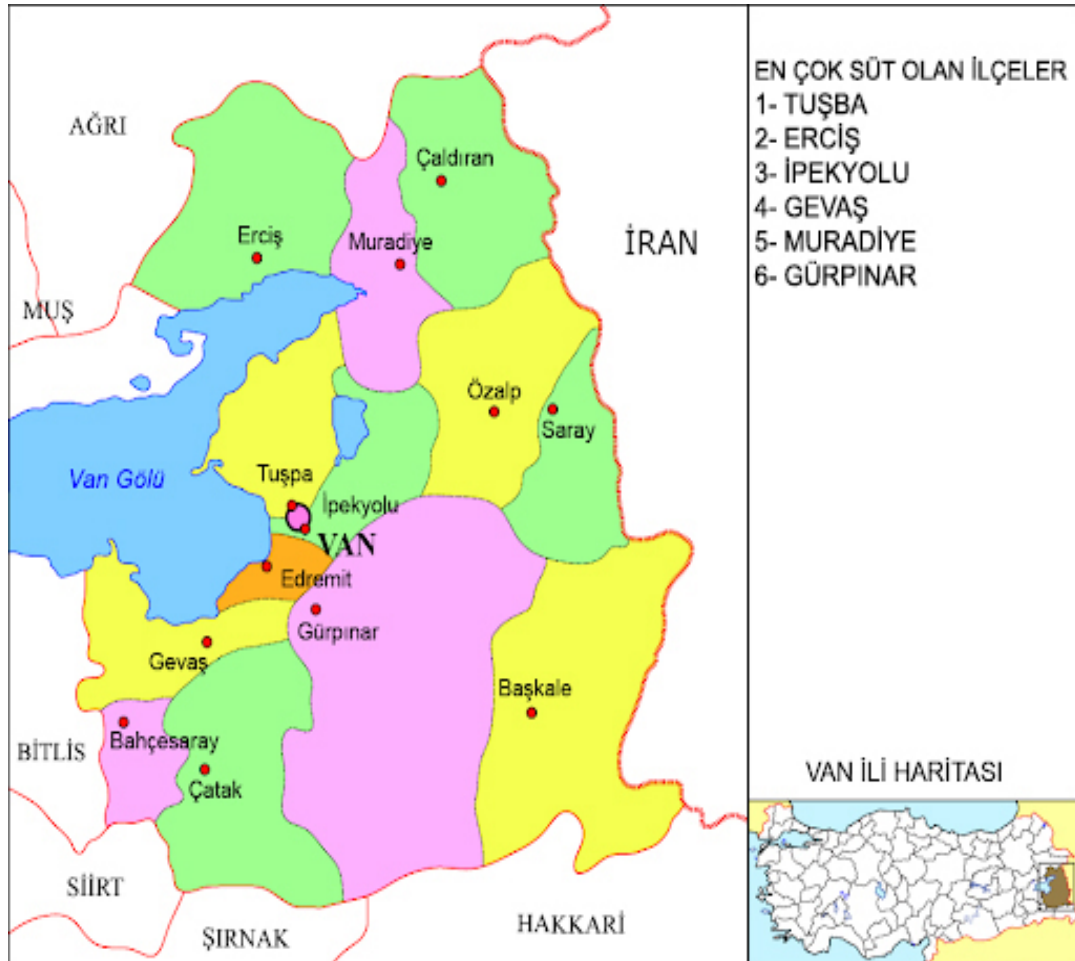 EN ÇOK SÜT OLAN İLÇELER
1- TUŞBA
2- ERCİŞ
3- İPEKYOLU
4- GEVAŞ
5- MURADİYE
6- GÜRPINAR
AĞRI
Çaldıran
Erciş
Muradiye
İRAN
MUŞ
Özalp
Saray
Van Gölü
Tuşpa
İpekyolu
VAN
Edremit
Gürpınar
Gevaş
Başkale
Bahçesaray
BİTLİS
Çatak
VAN İLİ HARİTASI
SİİRT
ŞIRNAK
HAKKARİ